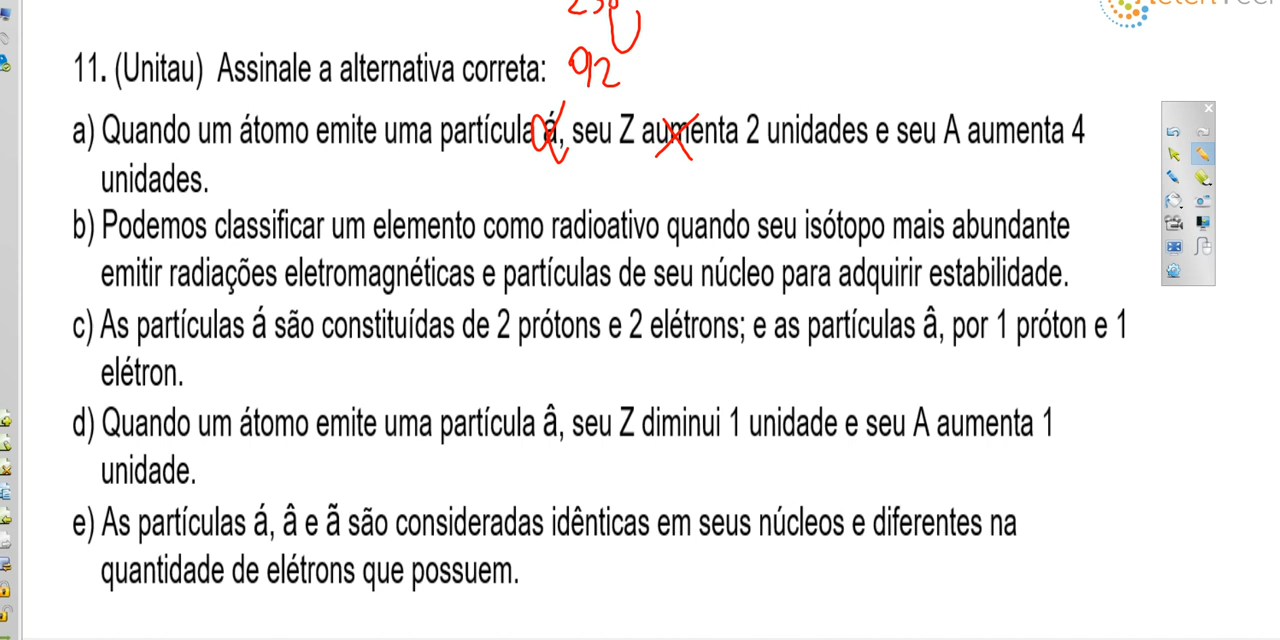 11. (Unitau) Assinale a alternativa correta: 92
a) Quando um átomo emite uma partícula á, seu Z aumenta 2 unidades e seu A aumenta 4
unidades.
b) Podemos classificar um elemento como radioativo quando seu isótopo mais abundante
emitir radiações eletromagnéticas e partículas de seu núcleo para adquirir estabilidade.
c) As partículas á são constituídas de 2 prótons e 2 elétrons; e as partículas â, por 1 próton e 1
elétron.
d) Quando um átomo emite uma partícula â, seu Z diminui 1 unidade e seu A aumenta 1
unidade.
e) As partículas á, â e ã são consideradas idênticas em seus núcleos e diferentes na
quantidade de elétrons que possuem.